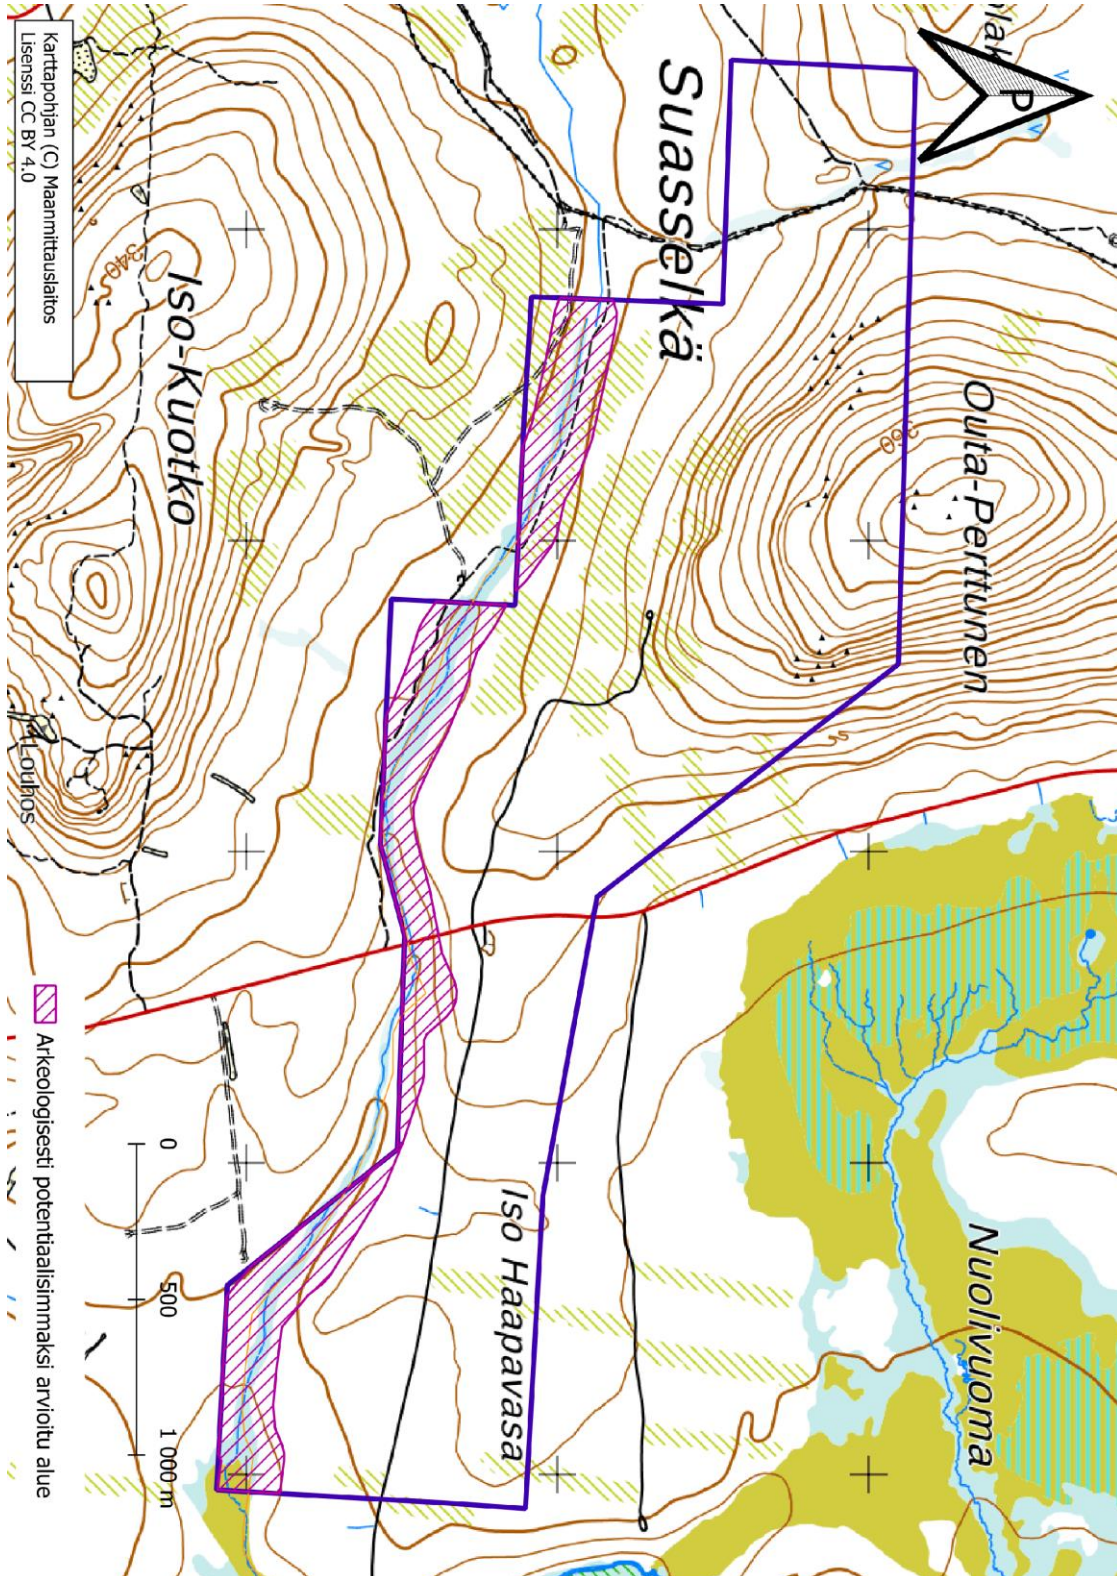 P
Outa-Perttunen
Nuolivuoma
360
Suasselkä
Iso Haapavasa
Iso-Kuotko
340
0 500 1 000 m
Karttapohjan (C) Maanmittauslaitos
Lisenssi CC BY 4.0
Louhos
Arkeologisesti potentiaalisimmaksi arvioitu alue